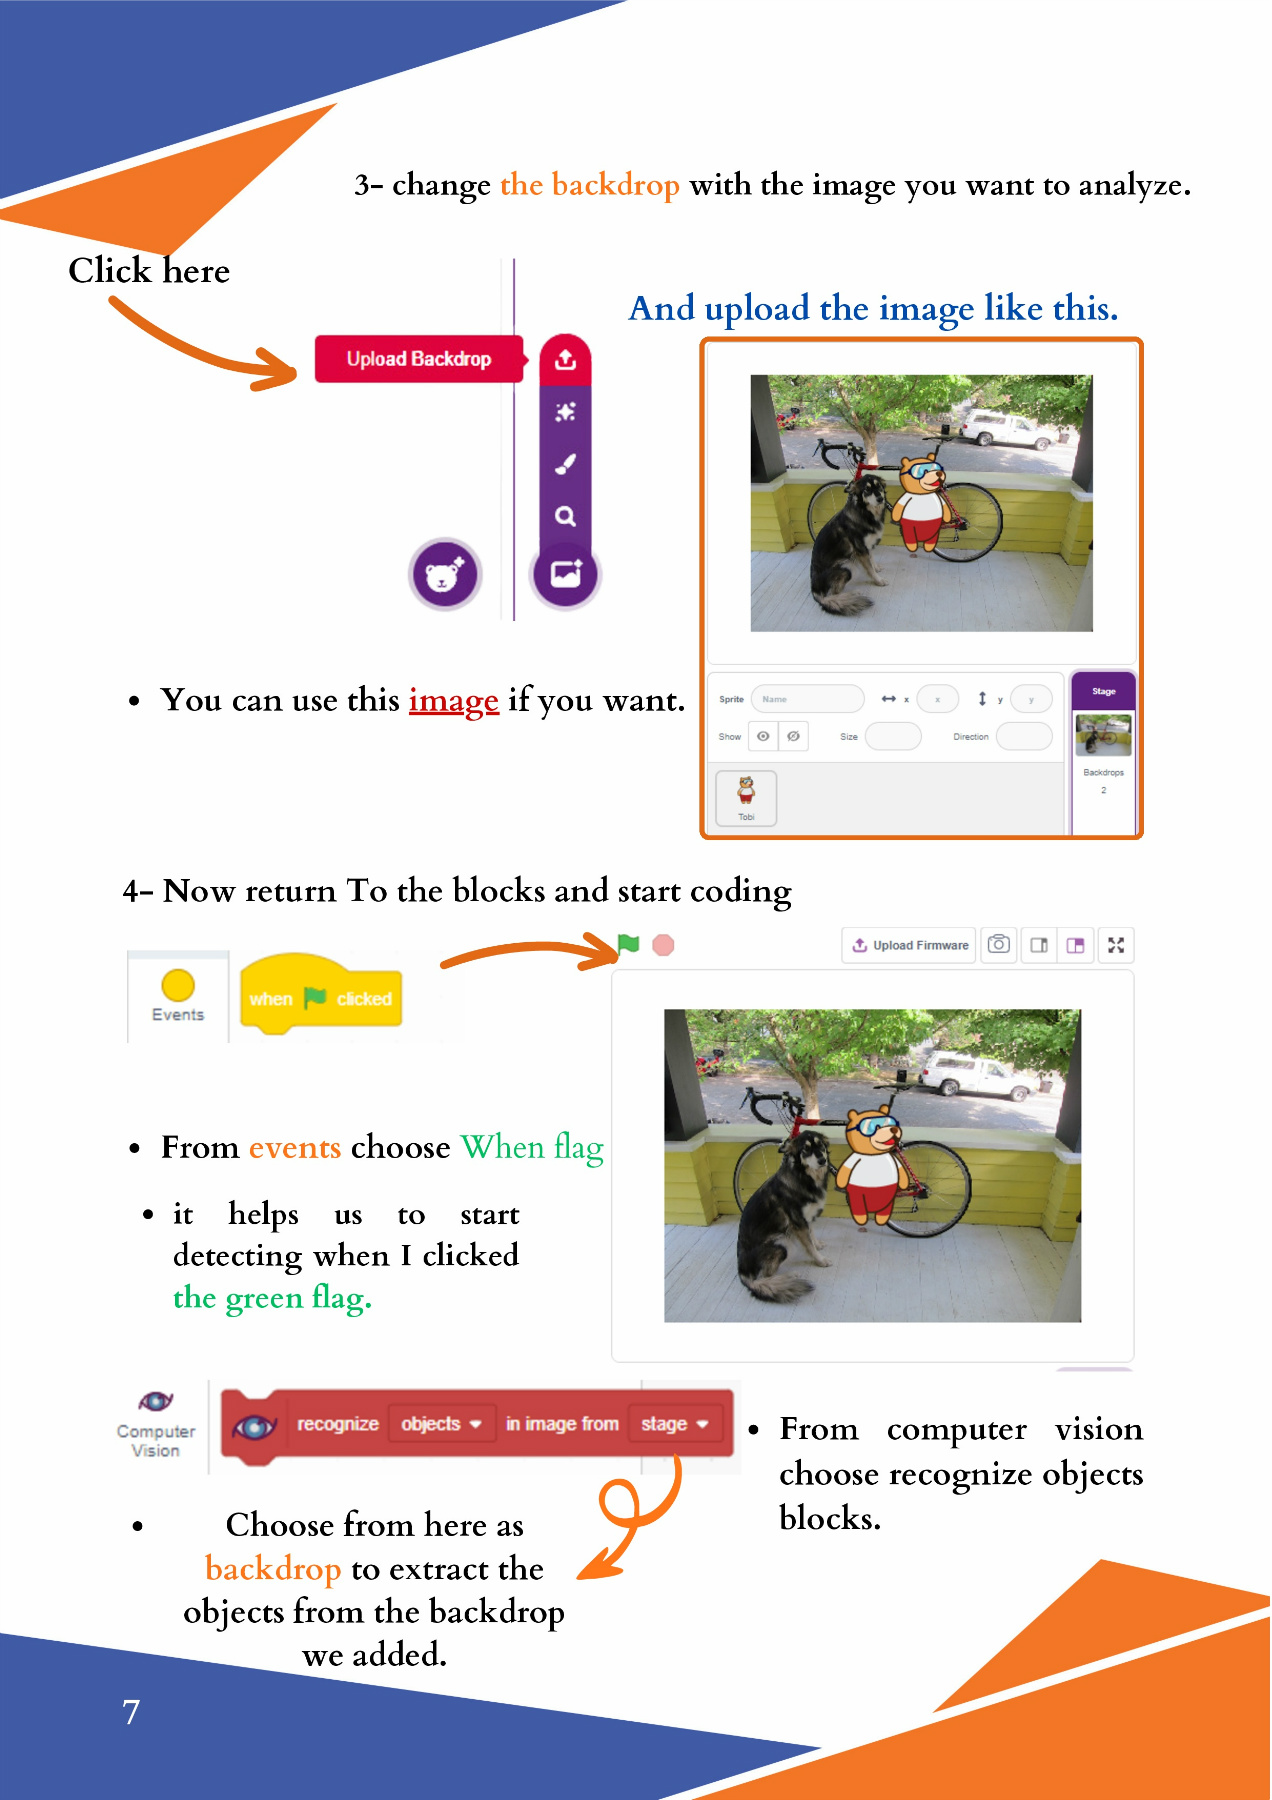 3- change the backdrop with the image you want to analyze.
Click here
And upload the image like this.
Upload Backdrop
Sprite Name x x y y
Show Size Direction
Tobi
Stage
Backdrops
2
• You can use this image if you want.
4- Now return To the blocks and start coding
Events
when clicked
Upload Firmware
• From events choose When flag
• it helps us to start
detecting when I clicked
the green flag.
Computer
Vision
recognize objects in image from stage
• From computer vision
choose recognize objects
blocks.
• Choose from here as
backdrop to extract the
objects from the backdrop
we added.
7